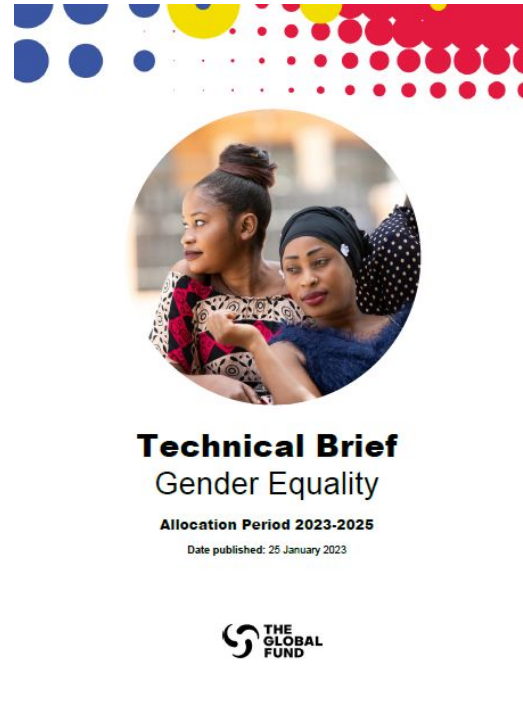 Technical Brief
Gender Equality
Allocation Period 2023-2025
Date published: 25 January 2023
THE
GLOBAL
FUND